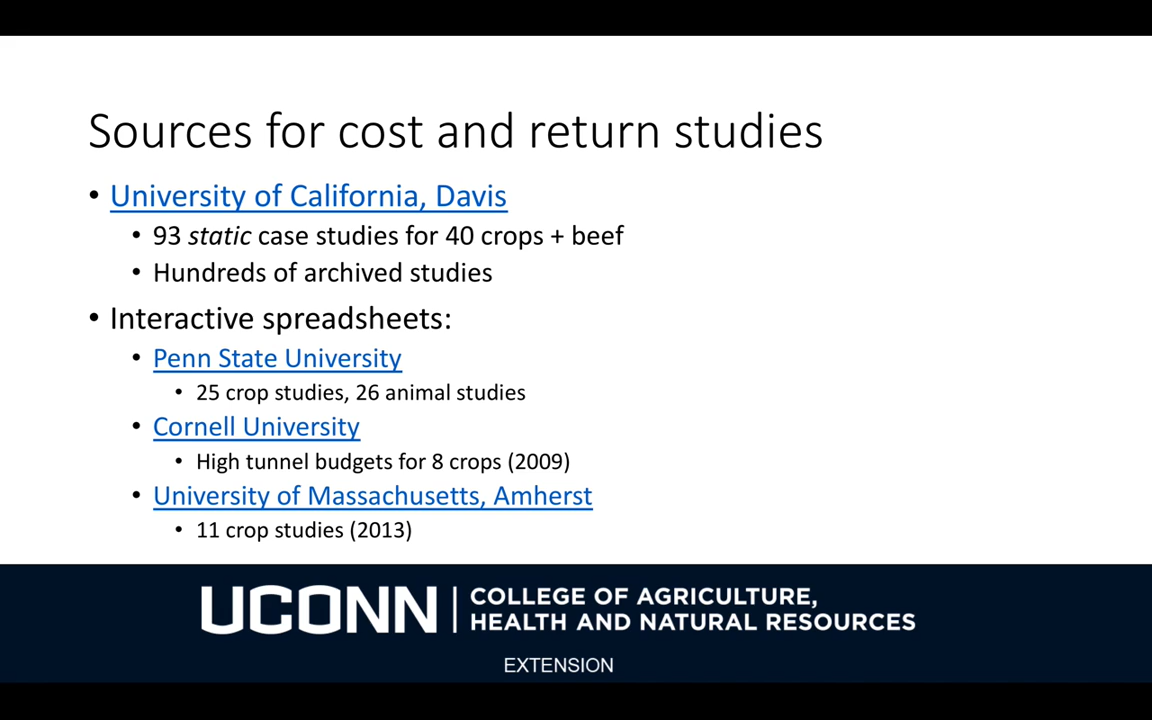 Sources for cost and return studies
• University of California, Davis
• 93 static case studies for 40 crops + beef
• Hundreds of archived studies
• Interactive spreadsheets:
• Penn State University
• 25 crop studies, 26 animal studies
• Cornell University
• High tunnel budgets for 8 crops (2009)
• University of Massachusetts, Amherst
• 11 crop studies (2013)
UCONN | COLLEGE OF AGRICULTURE,
HEALTH AND NATURAL RESOURCES
EXTENSION